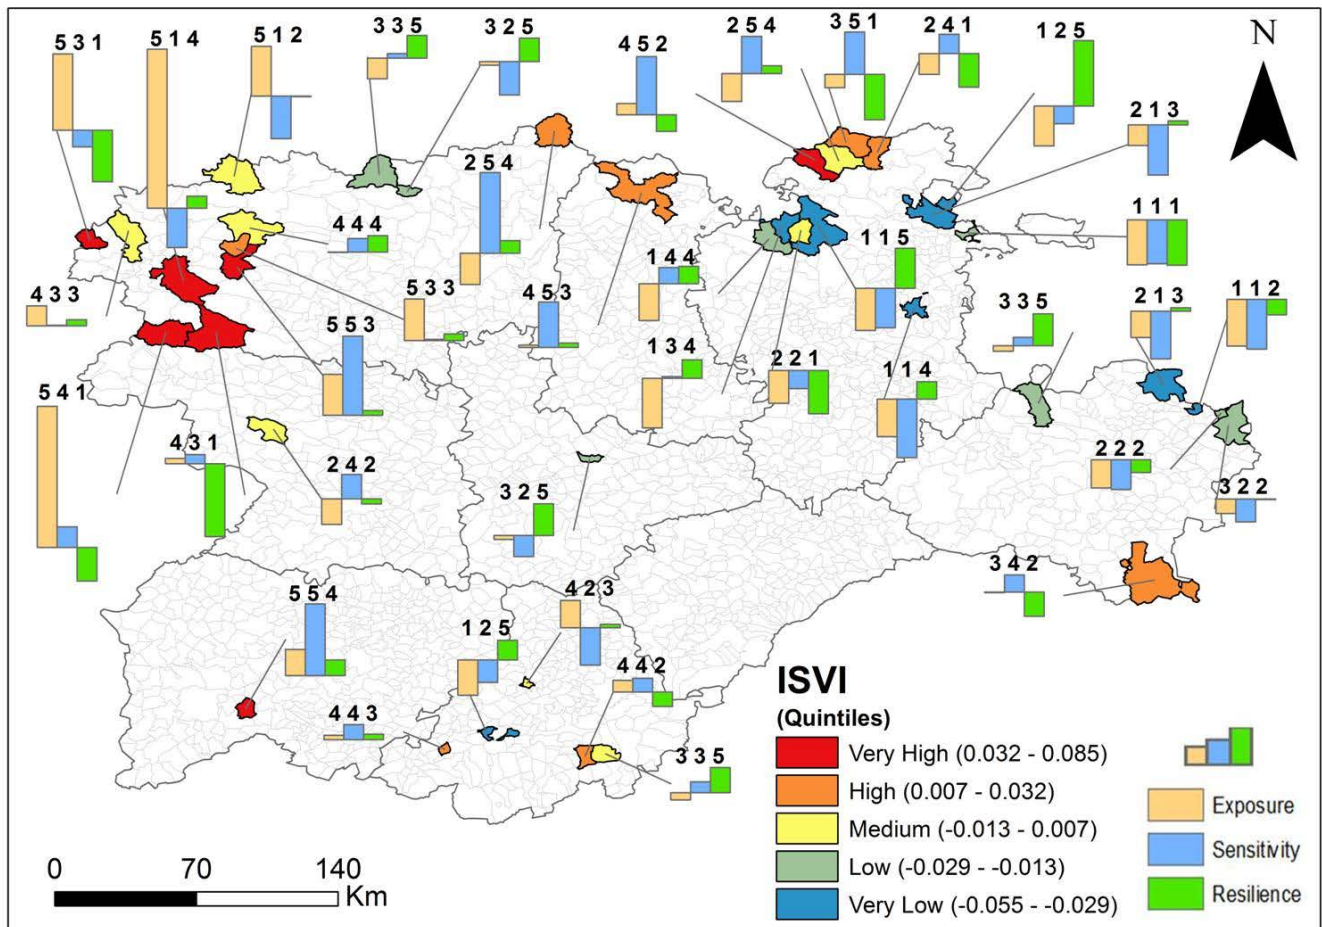 5 3 1
5 1 4
5 1 2
3 3 5
3 2 5
4 5 2
2 5 4
3 5 1
2 4 1
1 2 5
N
2 1 3
2 5 4
4 4 4
1 1 1
4 3 3
5 3 3
4 5 3
1 4 4
1 1 5
3 3 5
2 1 3
1 1 2
5 5 3
1 3 4
2 2 1
1 1 4
5 4 1
4 3 1
2 4 2
3 2 5
2 2 2
3 2 2
3 4 2
5 5 4
1 2 5
4 2 3
4 4 2
4 4 3
3 3 5
ISVI
(Quintiles)
Very High (0.032 - 0.085)
High (0.007 - 0.032)
Medium (-0.013 - 0.007)
Low (-0.029 - -0.013)
Very Low (-0.055 - -0.029)
Exposure
Sensitivity
Resilience
0 70 140
Km